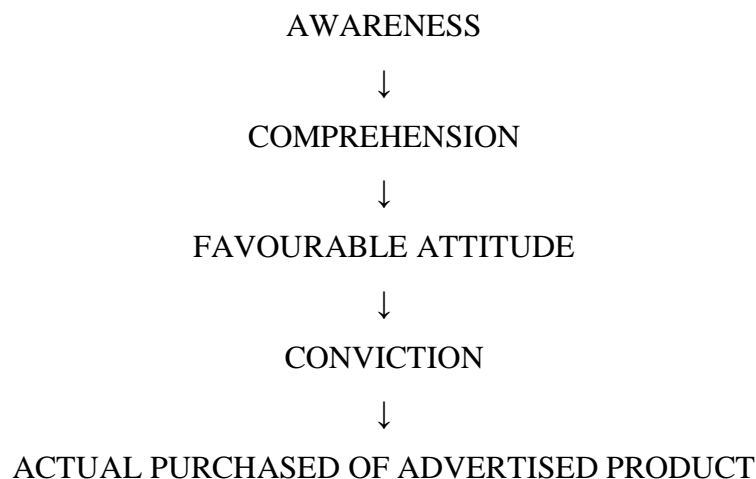 AWARENESS
↓
COMPREHENSION
↓
FAVOURABLE ATTITUDE
↓
CONVICTION
↓
ACTUAL PURCHASED OF ADVERTISED PRODUCT